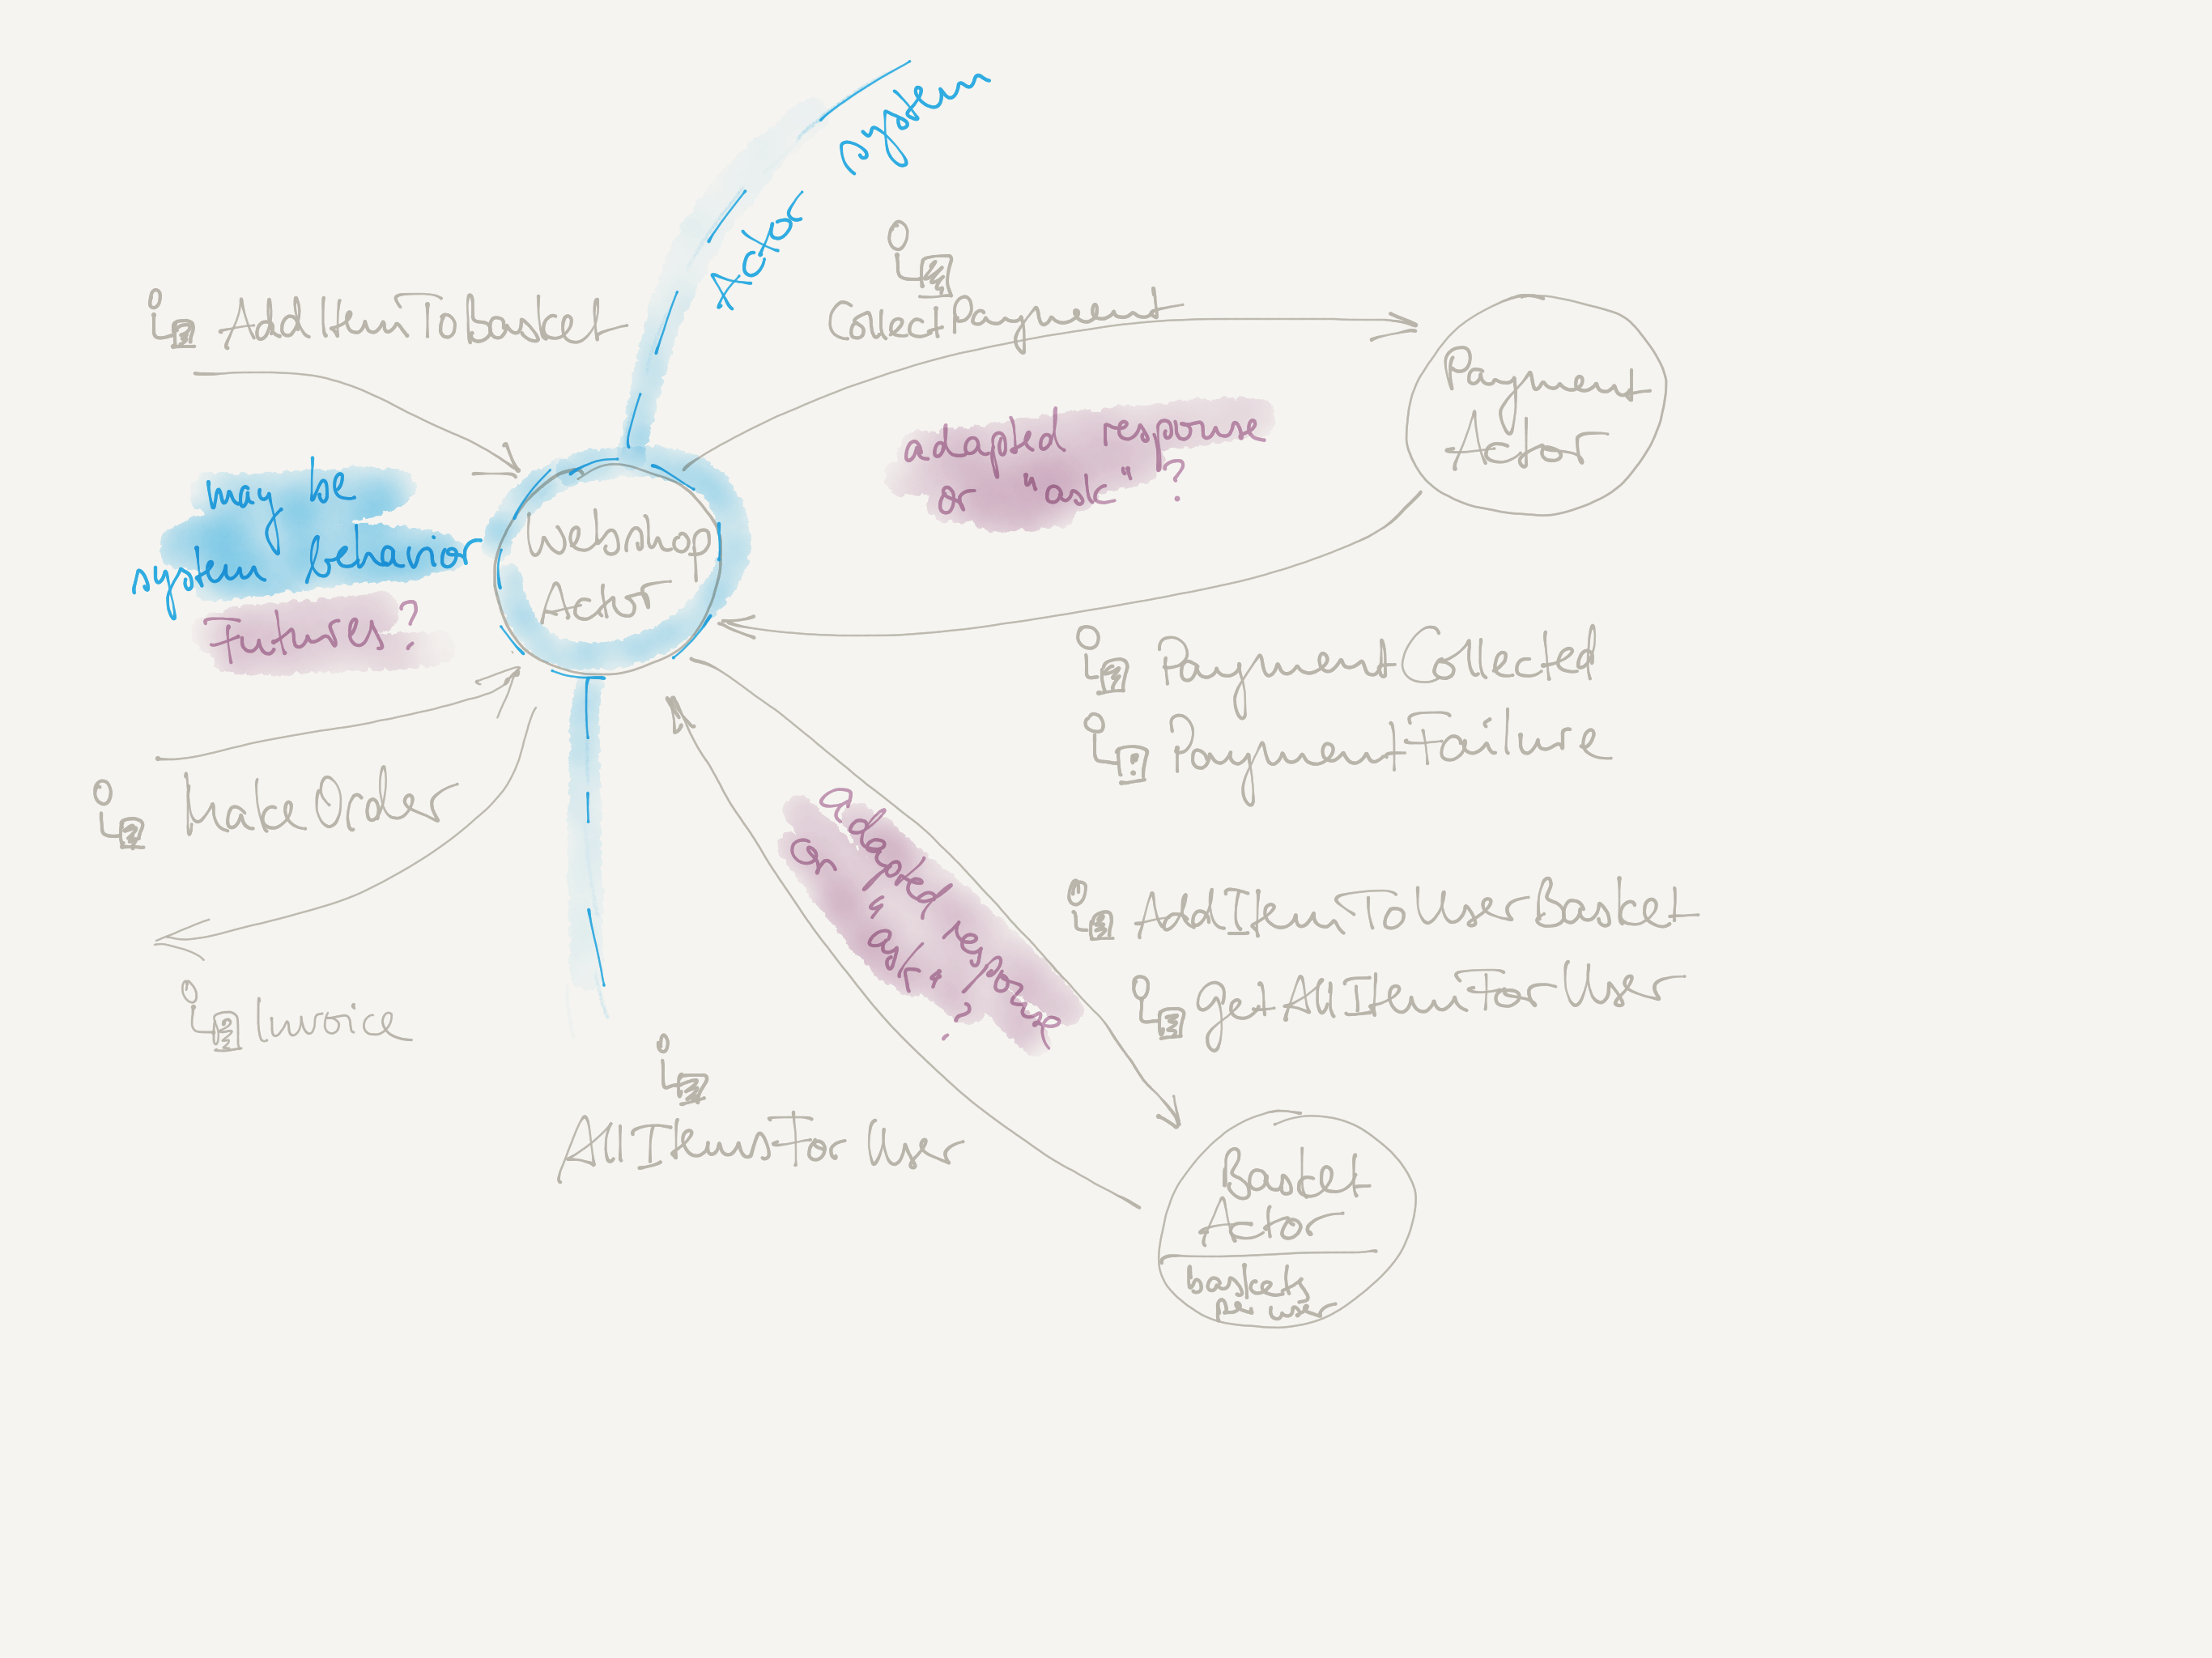 Actor system
AddItemToBasket
CollectPayment
Payment
Actor
adapted response
or "ask" ?
may be
system behavior
Futures?
Webshop
Actor
PaymentCollected
PaymentFailure
MakeOrder
adapted response
or "ask" ?
AddItemToUserBasket
GetAllItemsForUser
Invoice
AllItemsForUser
Basket
Actor
baskets
per user